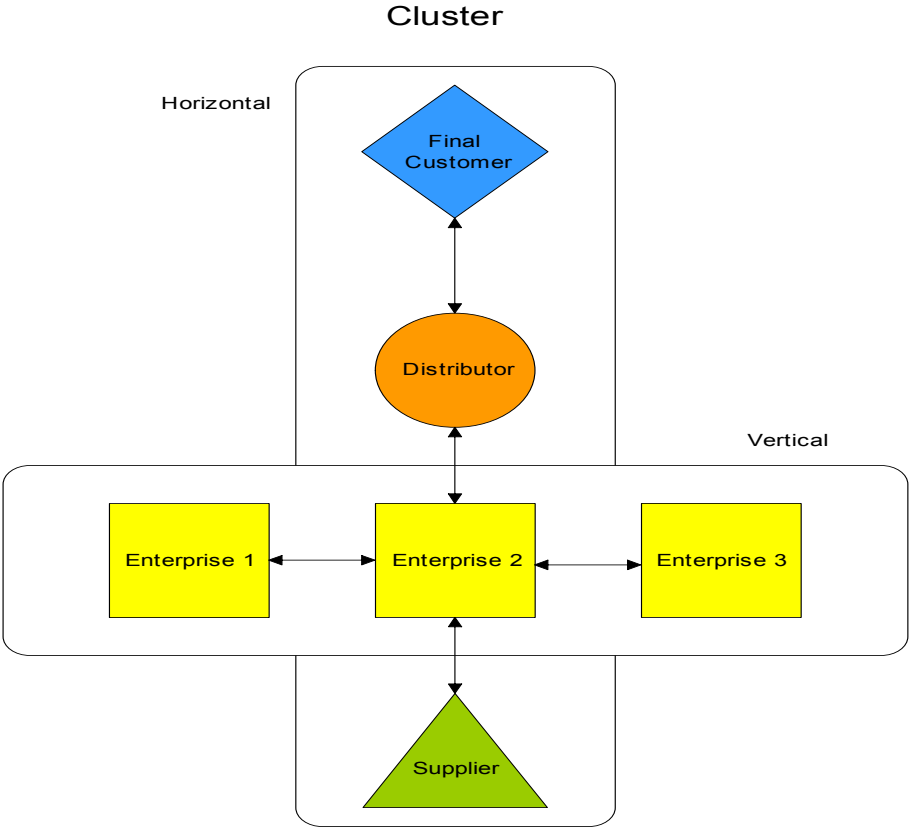 Cluster
Horizontal
Final
Customer
Distributor
Vertical
Enterprise 1
Enterprise 2
Enterprise 3
Supplier